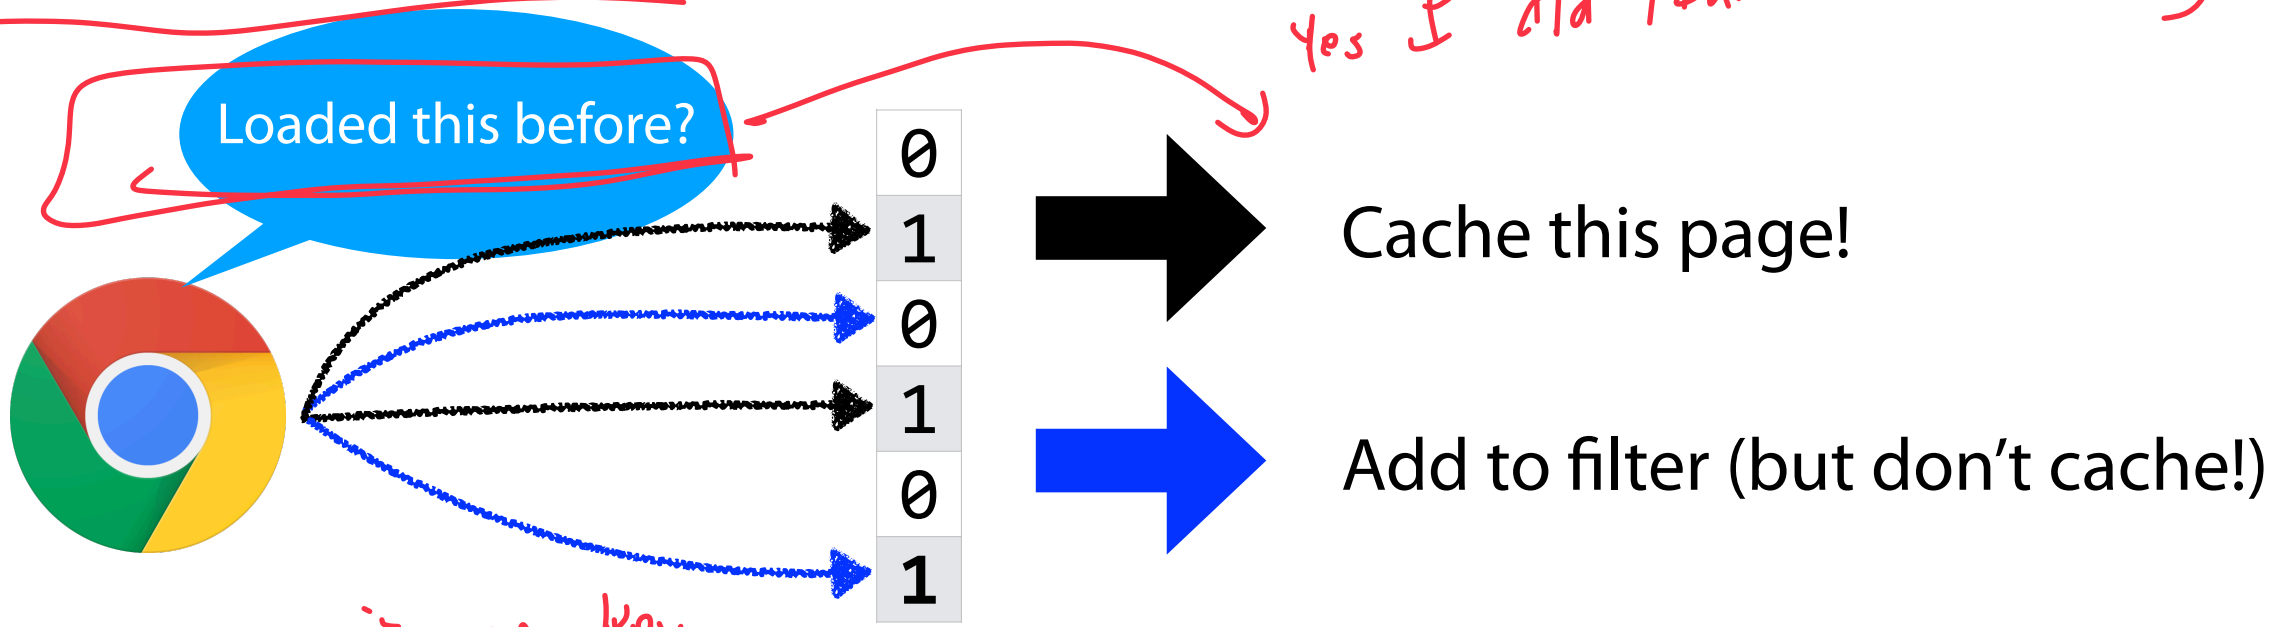 Yes I did
Loaded this before?
0
1
0
1
0
1
Cache this page!
Add to filter (but don’t cache!)